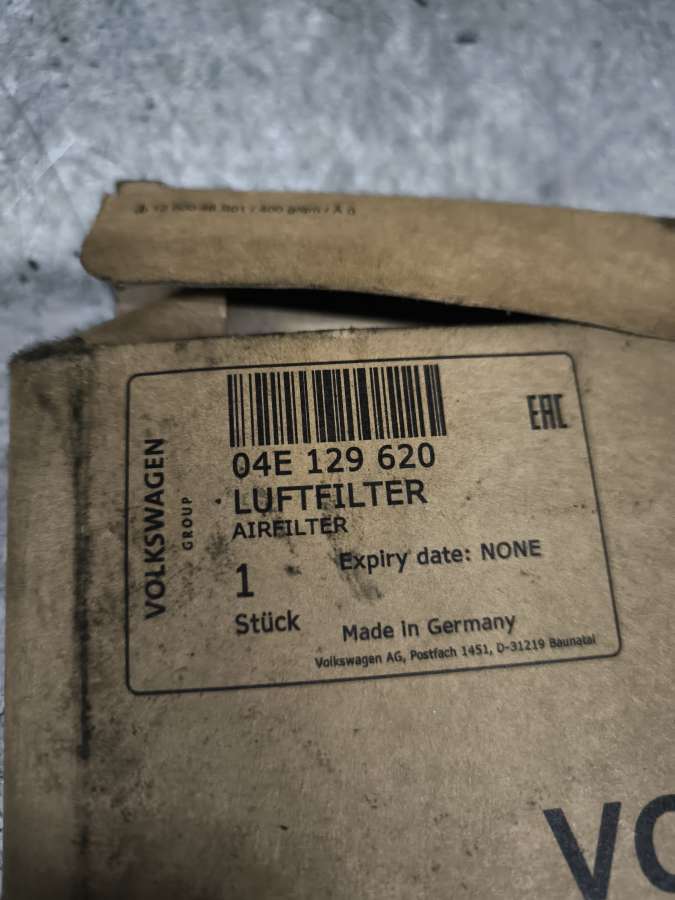 VOLKSWAGEN
GROUP
EAC
04E 129 620
LUFTFILTER
AIRFILTER
Expiry date: NONE
1
Stück
Made in Germany
Volkswagen AG, Postfach 1451, D-31219 Baunatal
VO